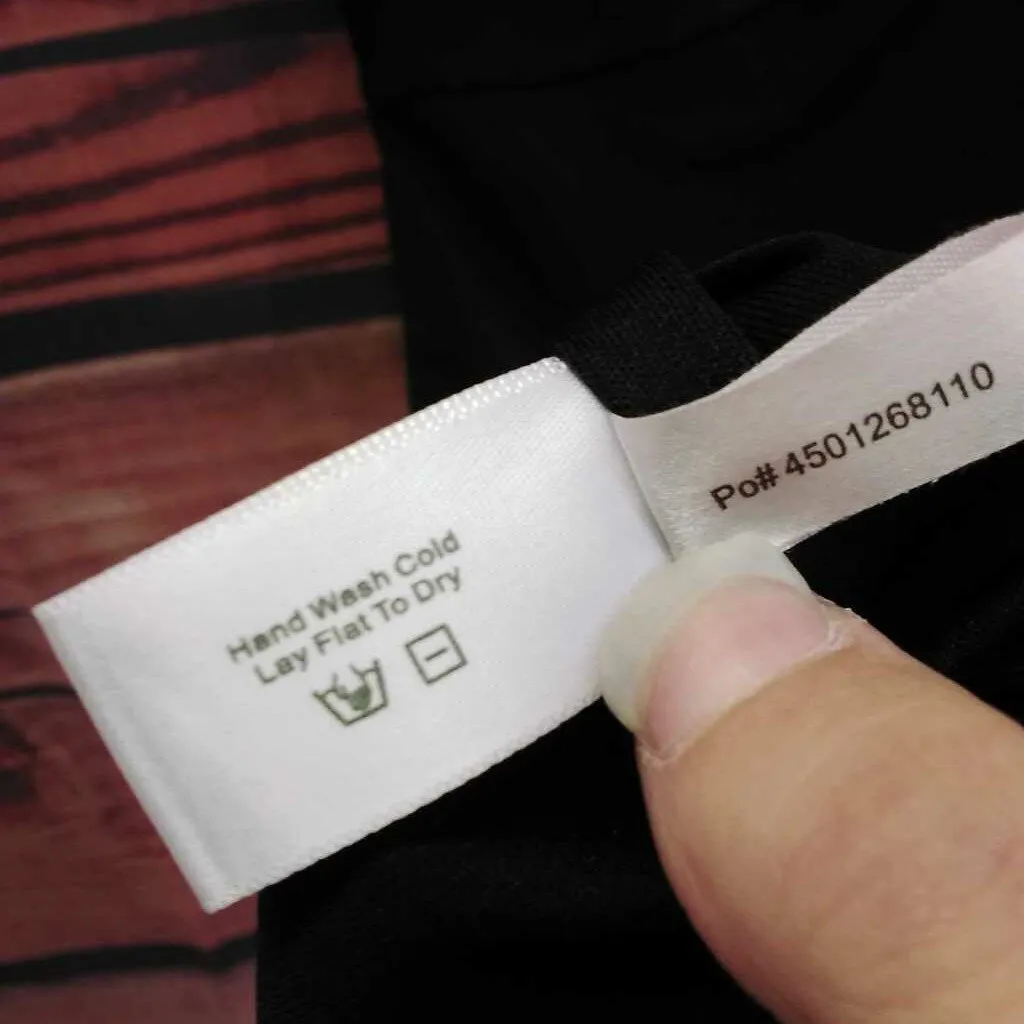 Hand Wash Cold
Lay Flat To Dry
Po# 4501268110